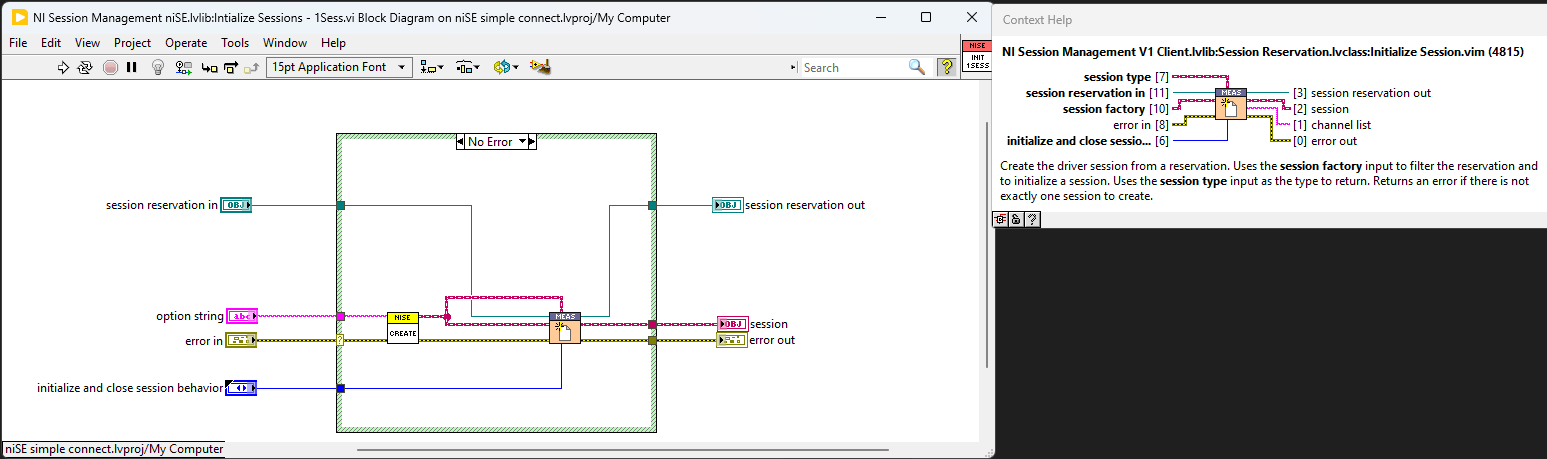 NI Session Management niSE.lvlib:Intialize Sessions - 1Sess.vi Block Diagram on niSE simple connect.lvproj/My Computer
File Edit View Project Operate Tools Window Help
15pt Application Font
Search
?
NISE
INIT
1SESS
No Error
session reservation in
OBJ
OBJ
session reservation out
option string
abc
NISE
CREATE
MEAS
OBJ
session
error in
?
error out
initialize and close session behavior
niSE simple connect.lvproj/My Computer
Context Help
NI Session Management V1 Client.lvlib:Session Reservation.lvclass:Initialize Session.vim (4815)
session type [7]
session reservation in [11]
session factory [10]
error in [8]
initialize and close sessio... [6]
MEAS
[3] session reservation out
[2] session
[1] channel list
[0] error out
Create the driver session from a reservation. Uses the session factory input to filter the reservation and
to initialize a session. Uses the session type input as the type to return. Returns an error if there is not
exactly one session to create.
?